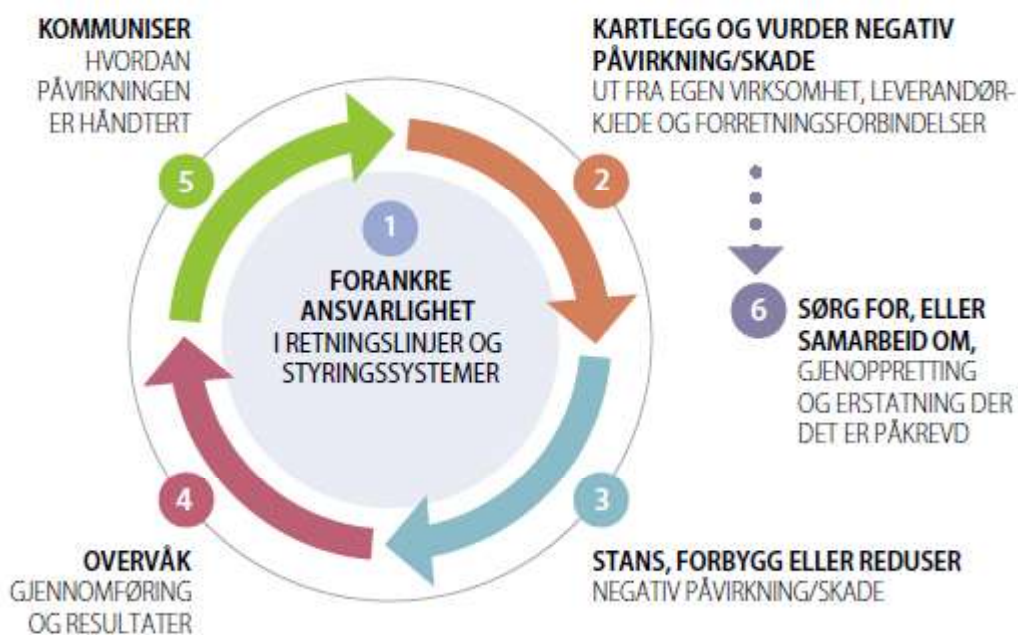 KOMMUNISER
HVORDAN
PÅVIRKNINGEN
ER HÅNDTERT
5
KARTLEGG OG VURDER NEGATIV
PÅVIRKNING/SKADE
UT FRA EGEN VIRKSOMHET, LEVERANDØR-
KJEDE OG FORRETNINGSFORBINDELSER
2
1
FORANKRE
ANSVARLIGHET
I RETNINGSLINJER OG
STYRINGSSYSTEMER
6
SØRG FOR, ELLER
SAMARBEID OM,
GJENOPPRETTING
OG ERSTATNING DER
DET ER PÅKREVD
4
OVERVÅK
GJENNOMFØRING
OG RESULTATER
3
STANS, FORBYGG ELLER REDUSER
NEGATIV PÅVIRKNING/SKADE